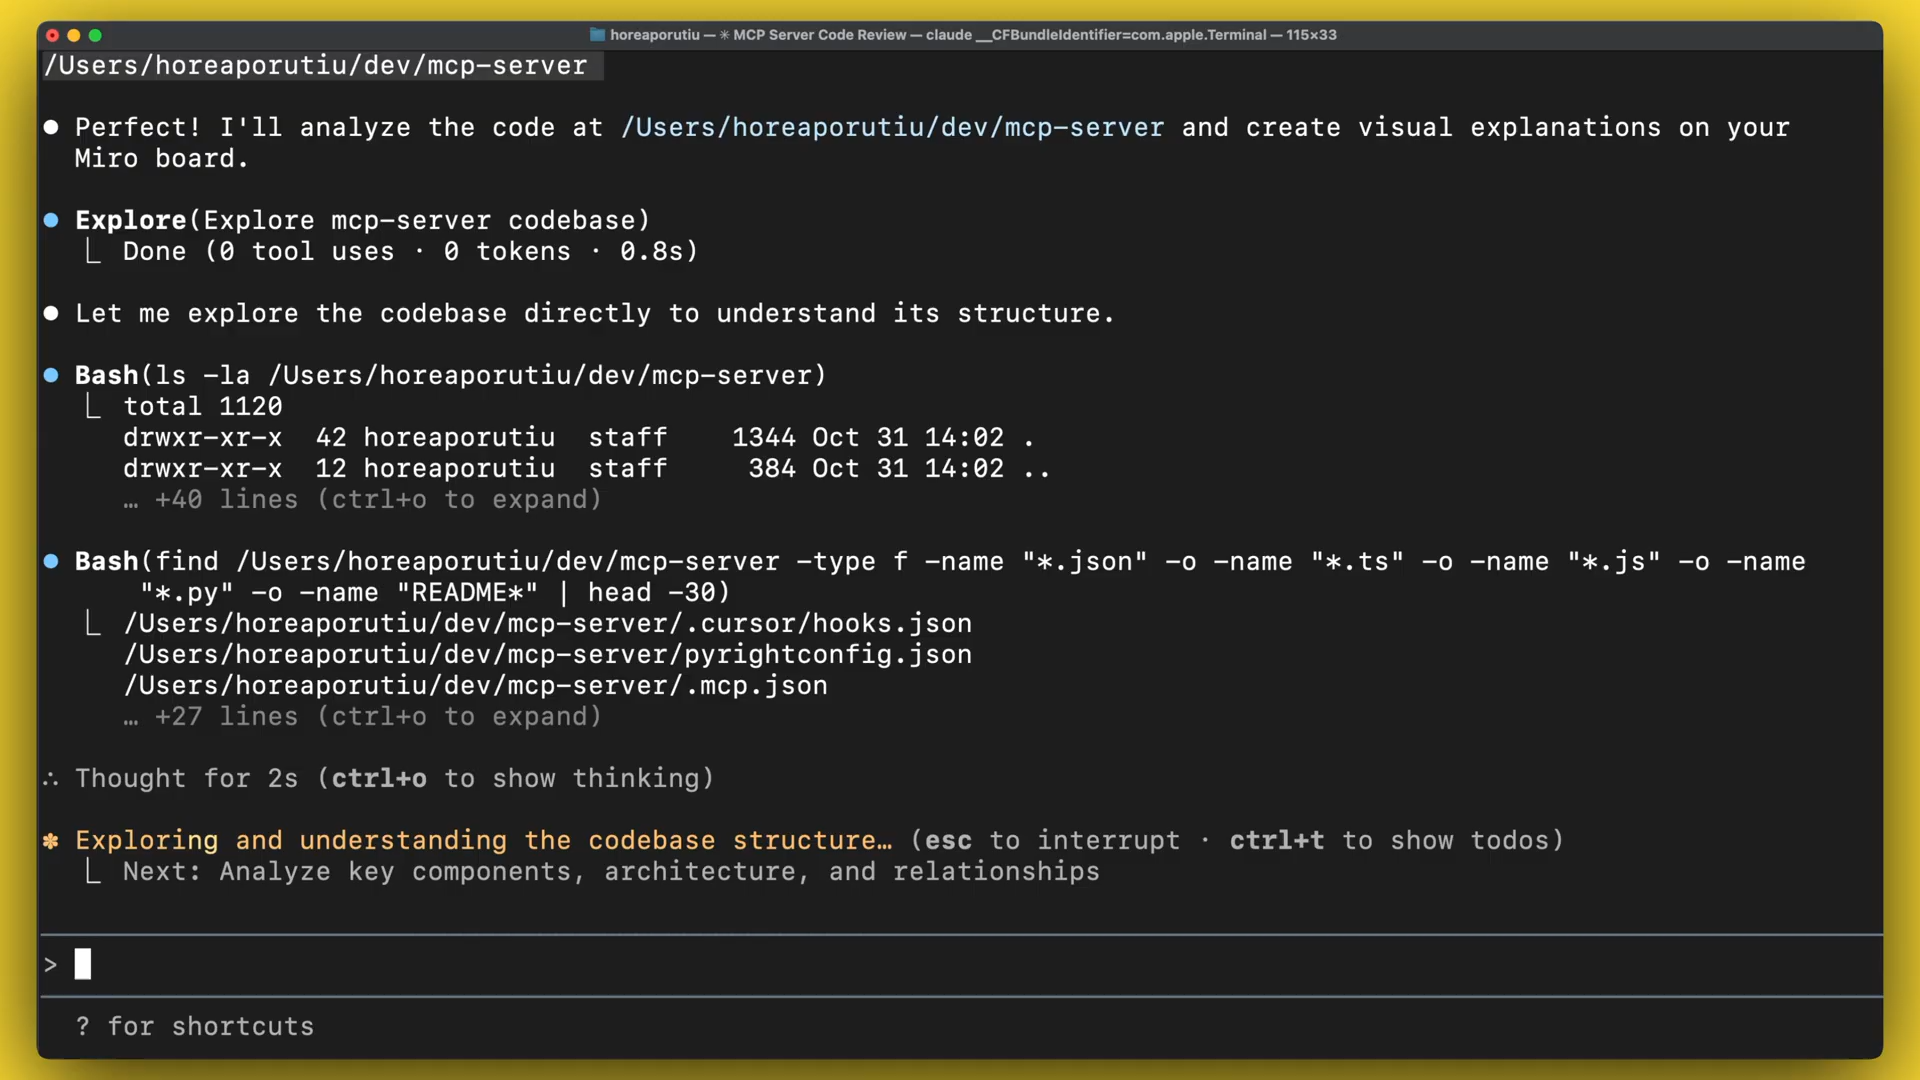 horeaporutiu — ✳ MCP Server Code Review — claude __CFBundleIdentifier=com.apple.Terminal — 115×33
/Users/horeaporutiu/dev/mcp-server
● Perfect! I'll analyze the code at /Users/horeaporutiu/dev/mcp-server and create visual explanations on your
Miro board.
● Explore(Explore mcp-server codebase)
⎿ Done (0 tool uses · 0 tokens · 0.8s)
● Let me explore the codebase directly to understand its structure.
● Bash(ls -la /Users/horeaporutiu/dev/mcp-server)
⎿ total 1120
drwxr-xr-x  42 horeaporutiu  staff    1344 Oct 31 14:02 .
drwxr-xr-x  12 horeaporutiu  staff     384 Oct 31 14:02 ..
… +40 lines (ctrl+o to expand)
● Bash(find /Users/horeaporutiu/dev/mcp-server -type f -name "*.json" -o -name "*.ts" -o -name "*.js" -o -name
"*.py" -o -name "README*" | head -30)
⎿ /Users/horeaporutiu/dev/mcp-server/.cursor/hooks.json
/Users/horeaporutiu/dev/mcp-server/pyrightconfig.json
/Users/horeaporutiu/dev/mcp-server/.mcp.json
… +27 lines (ctrl+o to expand)
∴ Thought for 2s (ctrl+o to show thinking)
✽ Exploring and understanding the codebase structure… (esc to interrupt · ctrl+t to show todos)
⎿ Next: Analyze key components, architecture, and relationships
>
? for shortcuts